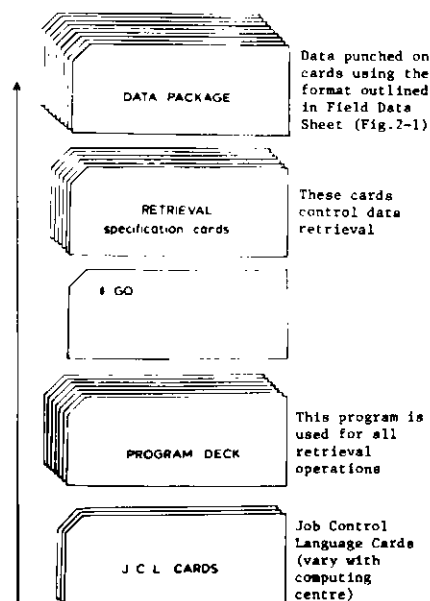 DATA PACKAGE
Data punched on
cards using the
format outlined
in Field Data
Sheet (Fig.2-1)
RETRIEVAL
specification cards
These cards
control data
retrieval
GO
PROGRAM DECK
This program is
used for all
retrieval
operations
J C L CARDS
Job Control
Language Cards
(vary with
computing
centre)